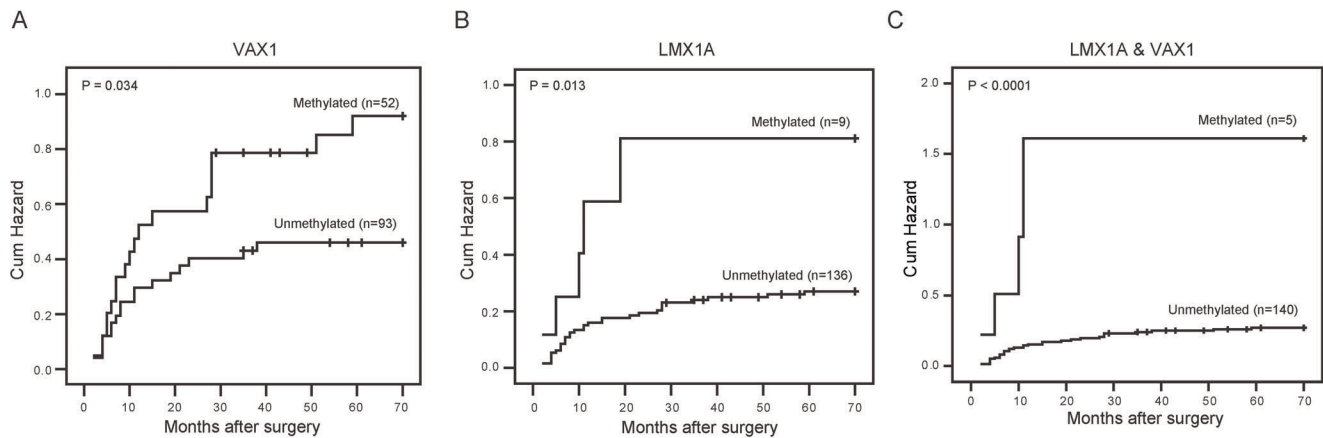 A
VAX1
P = 0.034
Methylated (n=52)
Unmethylated (n=93)
1.0
0.8
0.6
0.4
0.2
0.0
Cum Hazard
0 10 20 30 40 50 60 70
Months after surgery
B
LMX1A
P = 0.013
Methylated (n=9)
Unmethylated (n=136)
1.0
0.8
0.6
0.4
0.2
0.0
Cum Hazard
0 10 20 30 40 50 60 70
Months after surgery
C
LMX1A & VAX1
P < 0.0001
Methylated (n=5)
Unmethylated (n=140)
2.0
1.5
1.0
0.5
0.0
Cum Hazard
0 10 20 30 40 50 60 70
Months after surgery